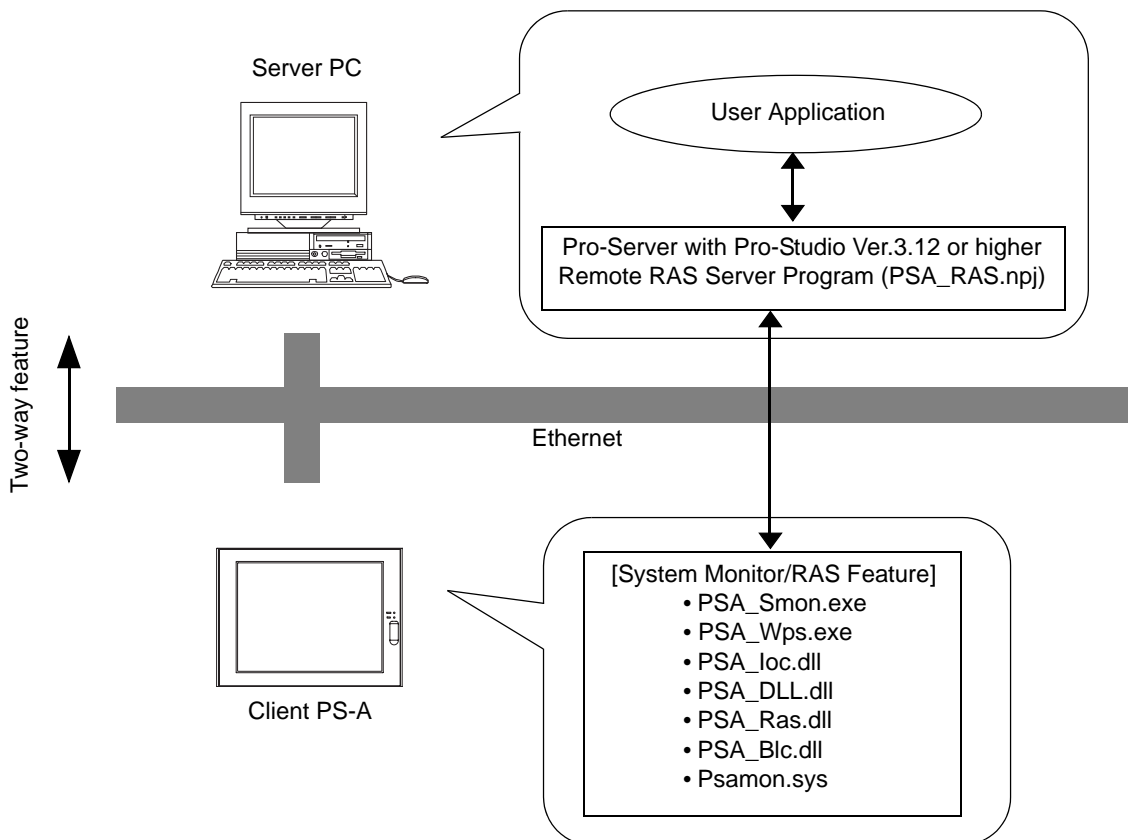 Server PC
User Application
Pro-Server with Pro-Studio Ver.3.12 or higher
Remote RAS Server Program (PSA_RAS.npj)
Two-way feature
Ethernet
[System Monitor/RAS Feature]
• PSA_Smon.exe
• PSA_Wps.exe
• PSA_Ioc.dll
• PSA_DLL.dll
• PSA_Ras.dll
• PSA_Blc.dll
• Psamon.sys
Client PS-A